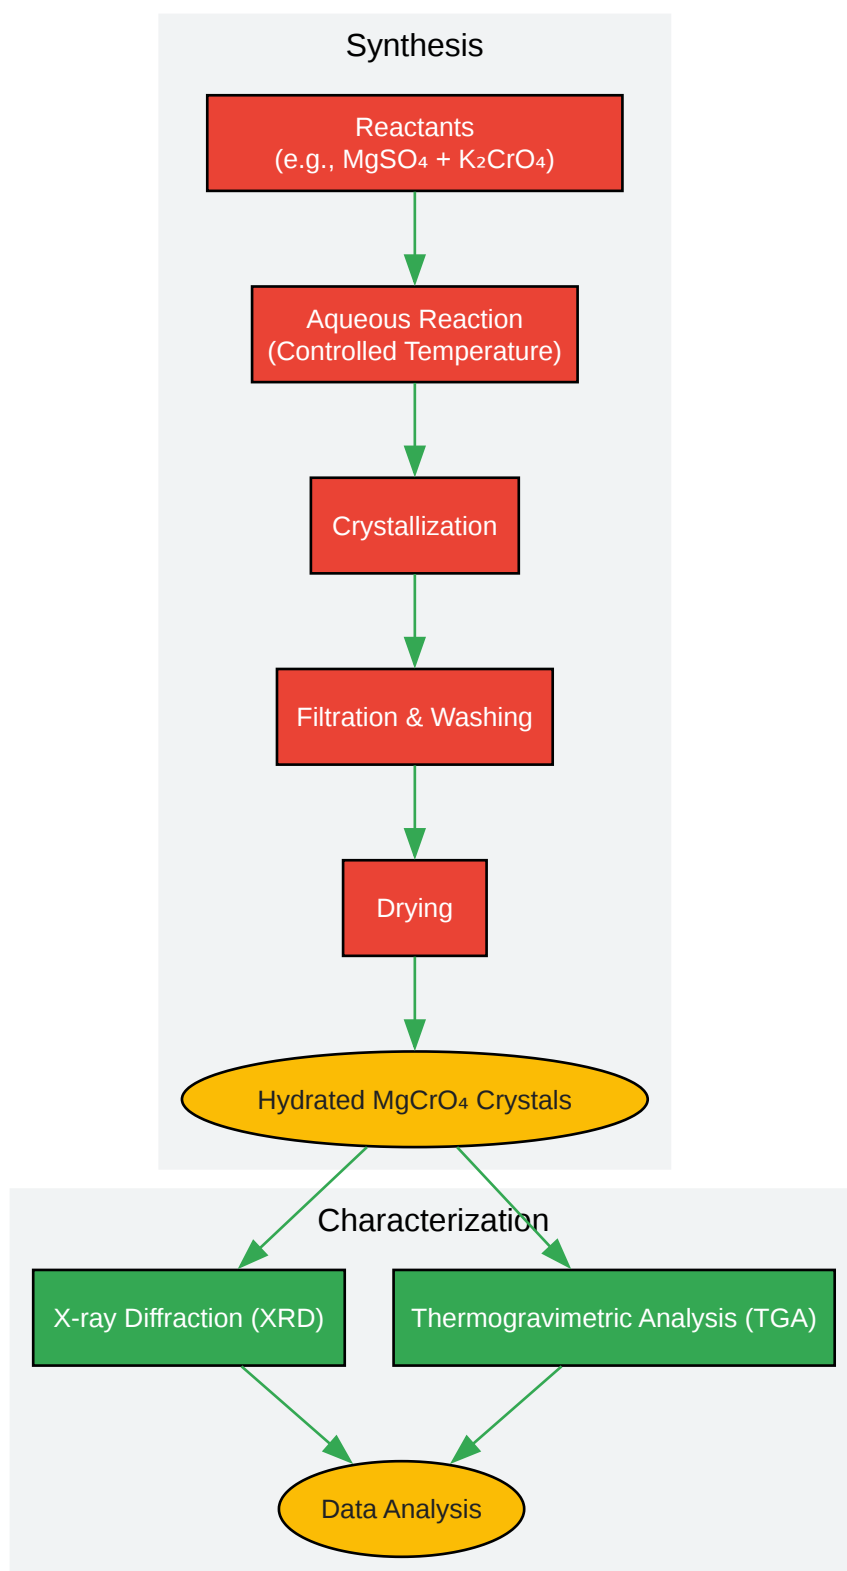 Synthesis
Reactants
(e.g., MgSO₄ + K₂CrO₄)
Aqueous Reaction
(Controlled Temperature)
Crystallization
Filtration & Washing
Drying
Hydrated MgCrO₄ Crystals
Characterization
X-ray Diffraction (XRD)
Thermogravimetric Analysis (TGA)
Data Analysis